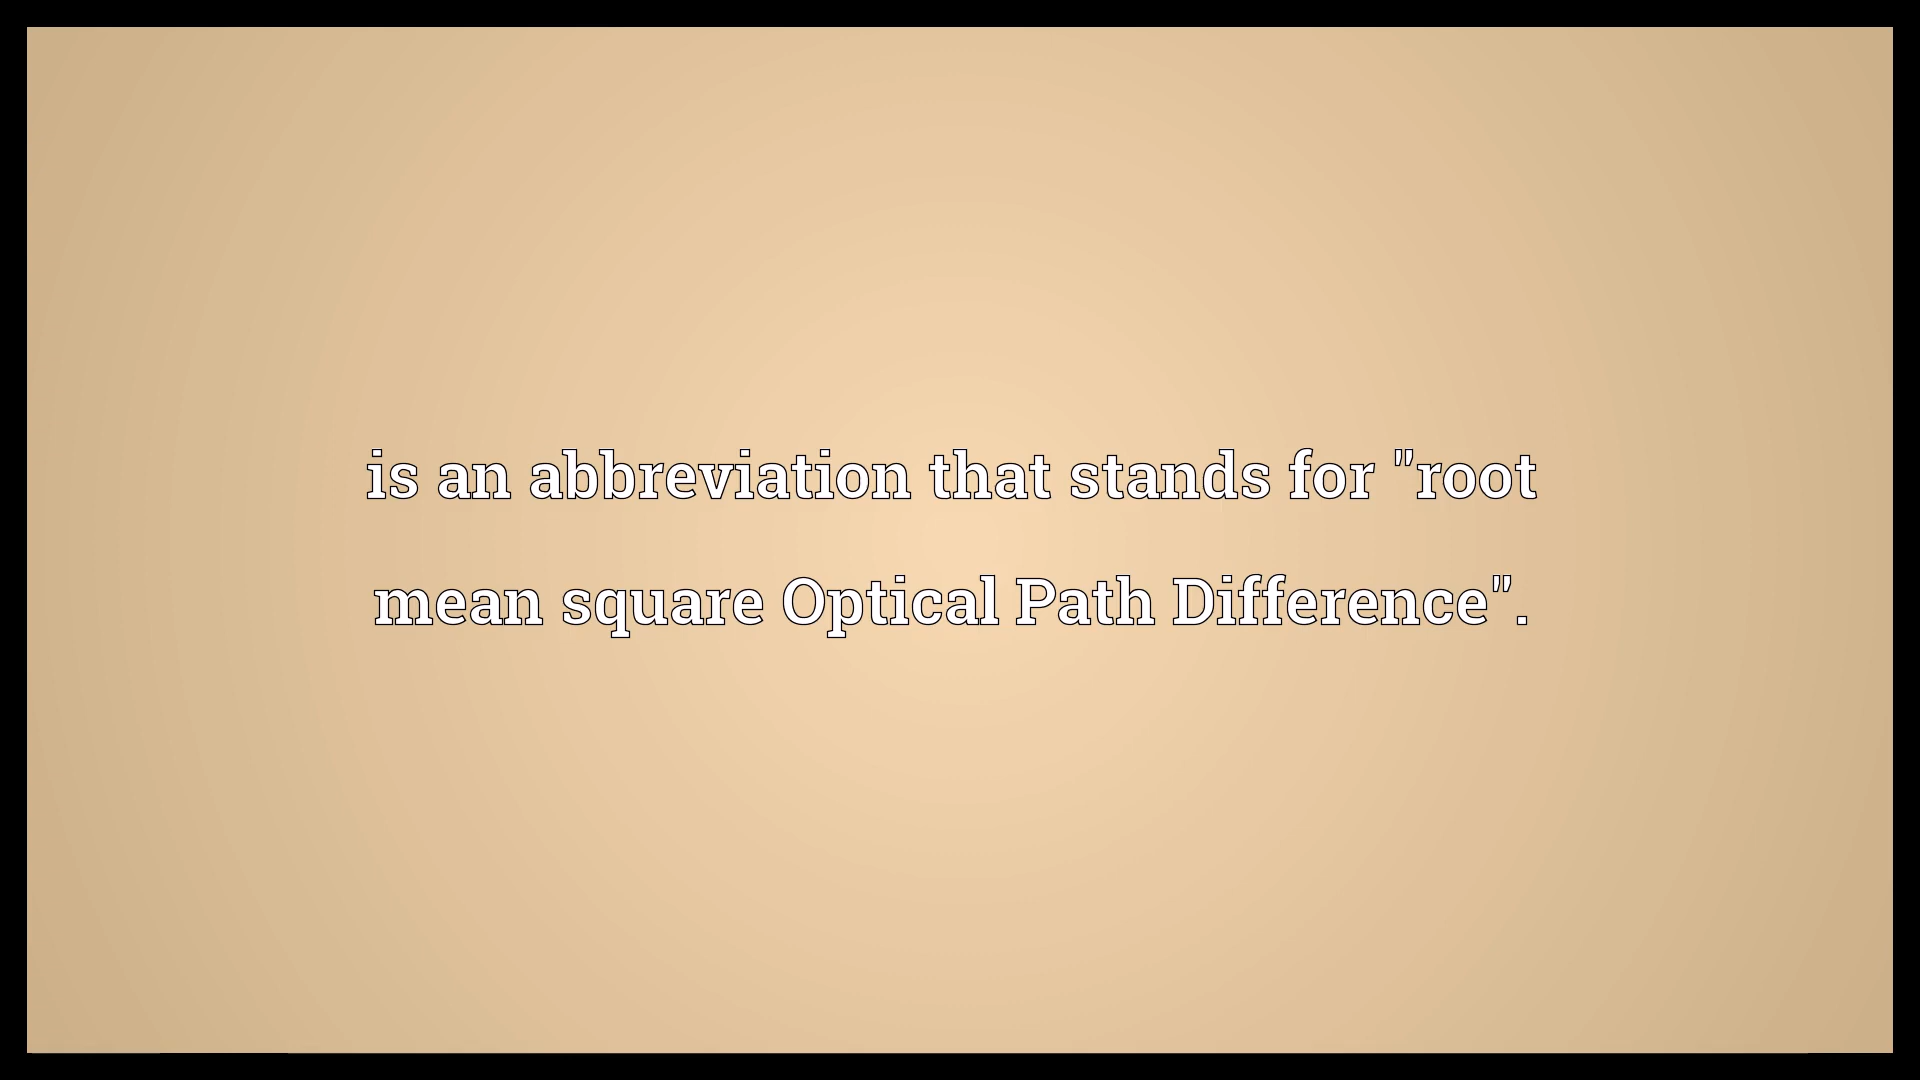 is an abbreviation that stands for "root
mean square Optical Path Difference".